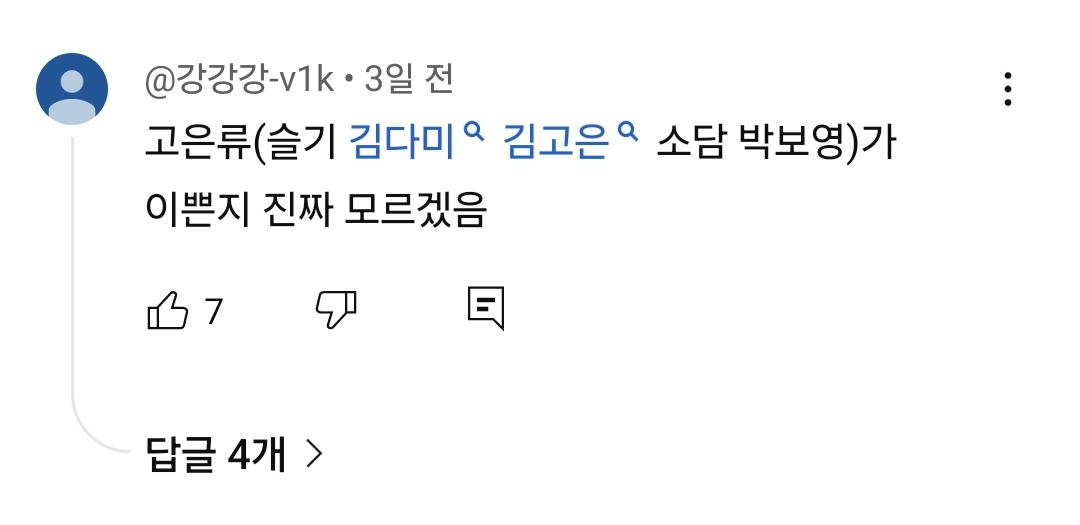 @강강강-v1k • 3일 전
고은류(슬기 김다미 김고은 소담 박보영)가
이쁜지 진짜 모르겠음
7
답글 4개